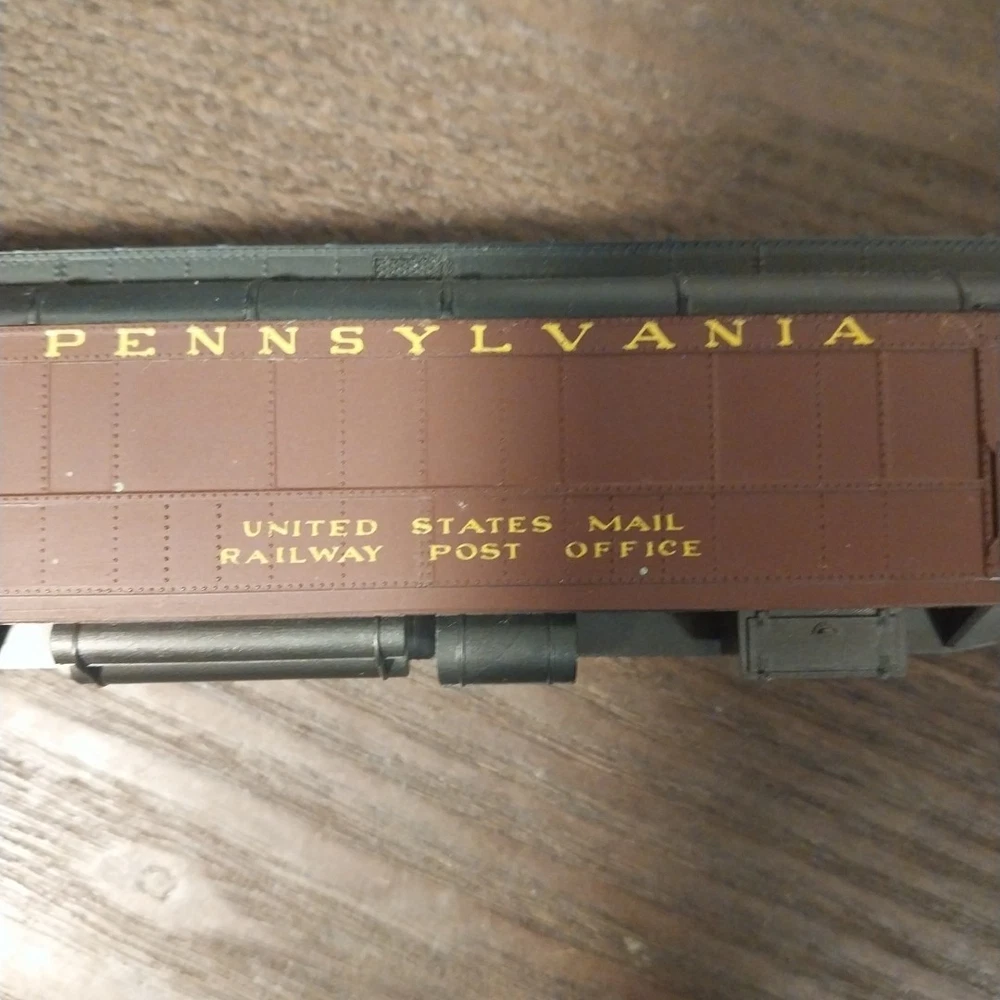 PENNSYLVANIA
UNITED STATES MAIL
RAILWAY POST OFFICE